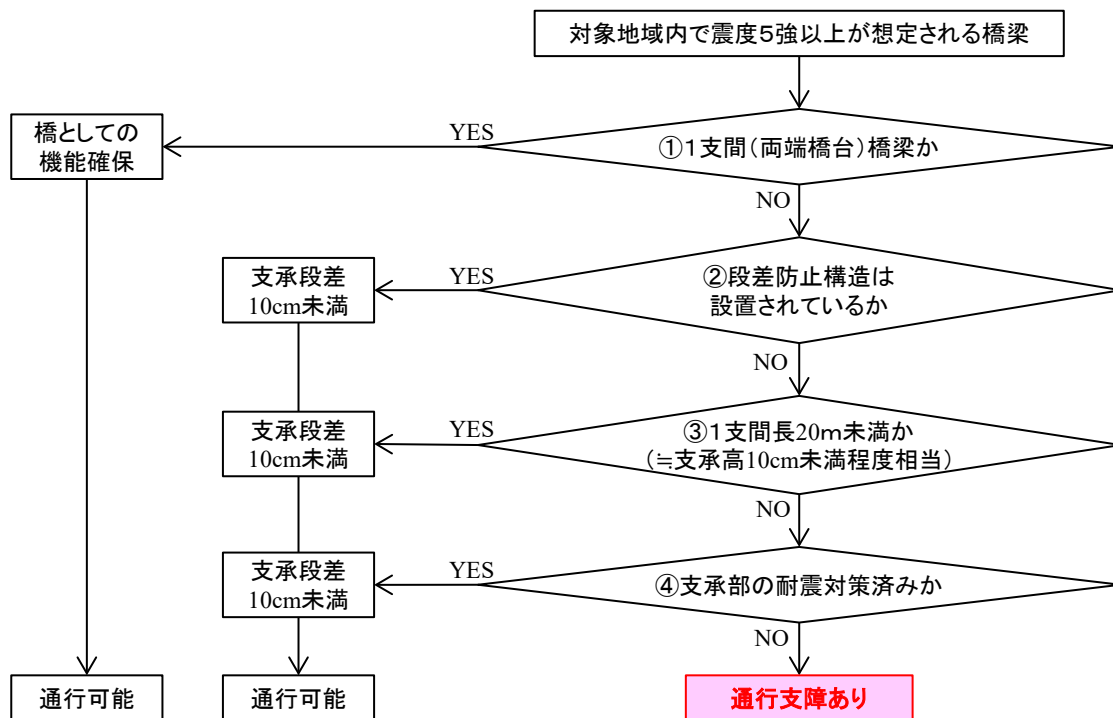 対象地域内で震度5強以上が想定される橋梁
橋としての
機能確保
YES
①1支間(両端橋台)橋梁か
NO
支承段差
10cm未満
YES
②段差防止構造は
設置されているか
NO
支承段差
10cm未満
YES
③1支間長20m未満か
(≒支承高10cm未満程度相当)
NO
支承段差
10cm未満
YES
④支承部の耐震対策済みか
NO
通行可能
通行可能
通行支障あり